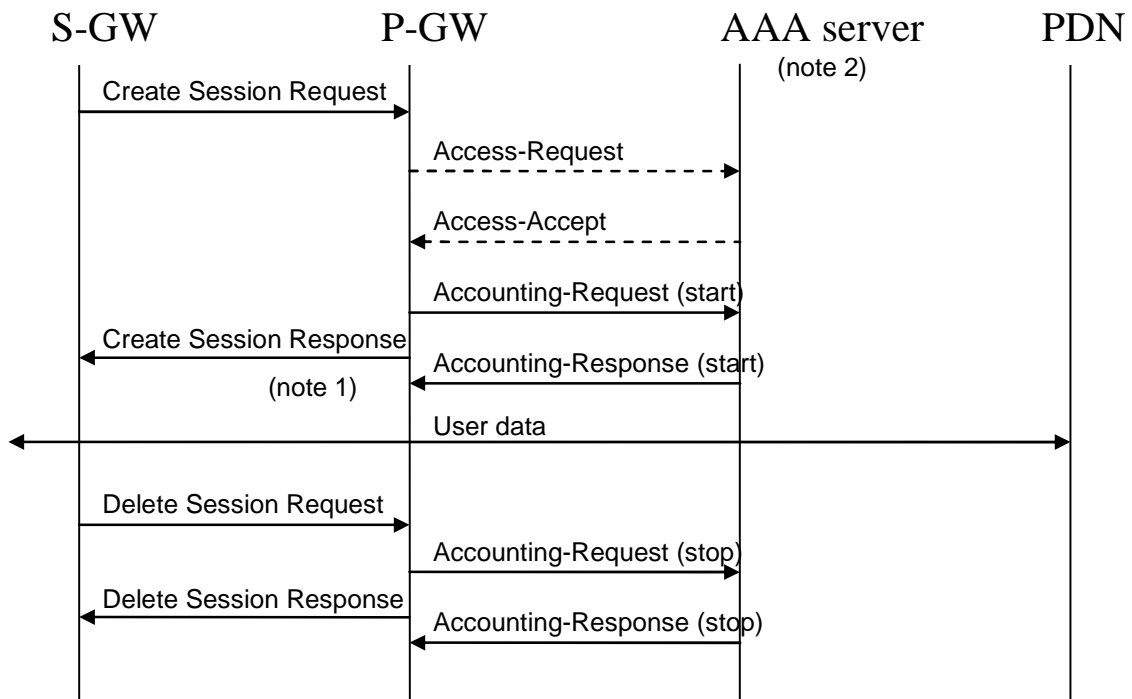 S-GW
P-GW
AAA server
PDN
(note 2)
Create Session Request
Access-Request
Access-Accept
Accounting-Request (start)
Create Session Response
Accounting-Response (start)
(note 1)
User data
Delete Session Request
Accounting-Request (stop)
Delete Session Response
Accounting-Response (stop)